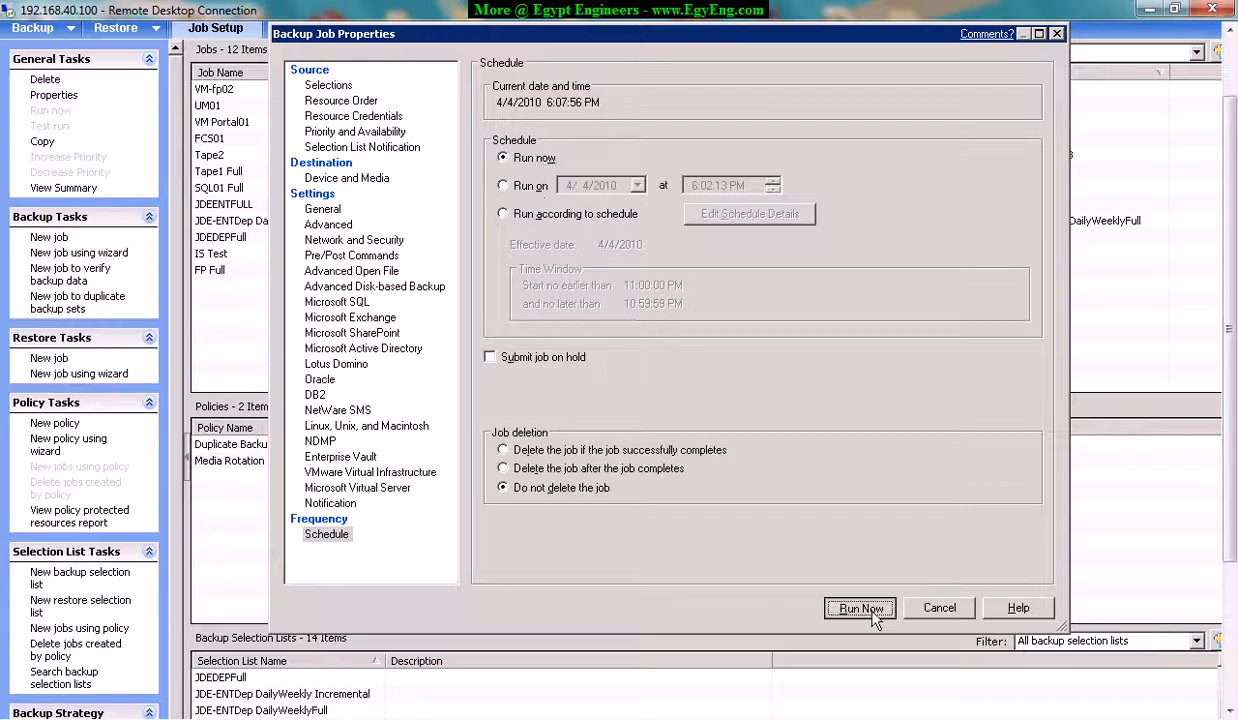 192.168.40.100 - Remote Desktop Connection
More @ Egypt Engineers - www.EgyEng.com
Backup
Restore
Job Setup
General Tasks
Delete
Properties
Run now
Test run
Copy
Increase Priority
Decrease Priority
View Summary
Backup Tasks
New job
New job using wizard
New job to verify
backup data
New job to duplicate
backup sets
Restore Tasks
New job
New job using wizard
Policy Tasks
New policy
New policy using
wizard
New jobs using policy
Delete jobs created
by policy
View policy protected
resources report
Selection List Tasks
New backup selection
list
New restore selection
list
New jobs using policy
Delete jobs created
by policy
Search backup
selection lists
Backup Strategy
Jobs - 12 Items
Job Name
VM-fp02
UM01
VM Portal01
FCS01
Tape2
Tape1 Full
SQL01 Full
JDEENTFULL
JDE-ENTDep Da
JDEDEPFull
IS Test
FP Full
DailyWeeklyFull
Policies - 2 Item
Policy Name
Duplicate Backu
Media Rotation
Backup Job Properties
Comments?
Source
Selections
Resource Order
Resource Credentials
Priority and Availability
Selection List Notification
Destination
Device and Media
Settings
General
Advanced
Network and Security
Pre/Post Commands
Advanced Open File
Advanced Disk-based Backup
Microsoft SQL
Microsoft Exchange
Microsoft SharePoint
Microsoft Active Directory
Lotus Domino
Oracle
DB2
NetWare SMS
Linux, Unix, and Macintosh
NDMP
Enterprise Vault
VMware Virtual Infrastructure
Microsoft Virtual Server
Notification
Frequency
Schedule
Schedule
Current date and time
4/4/2010 6:07:56 PM
Schedule
Run now
Run on 4/ 4/2010 at 6:02:13 PM
Run according to schedule Edit Schedule Details
Effective date: 4/4/2010
Time Window
Start no earlier than 11:00:00 PM
and no later than 10:59:59 PM
Submit job on hold
Job deletion
Delete the job if the job successfully completes
Delete the job after the job completes
Do not delete the job
Run Now Cancel Help
Backup Selection Lists - 14 Items
Filter: All backup selection lists
Selection List Name Description
JDEDEPFull
JDE-ENTDep DailyWeekly Incremental
JDE-ENTDep DailyWeeklyFull